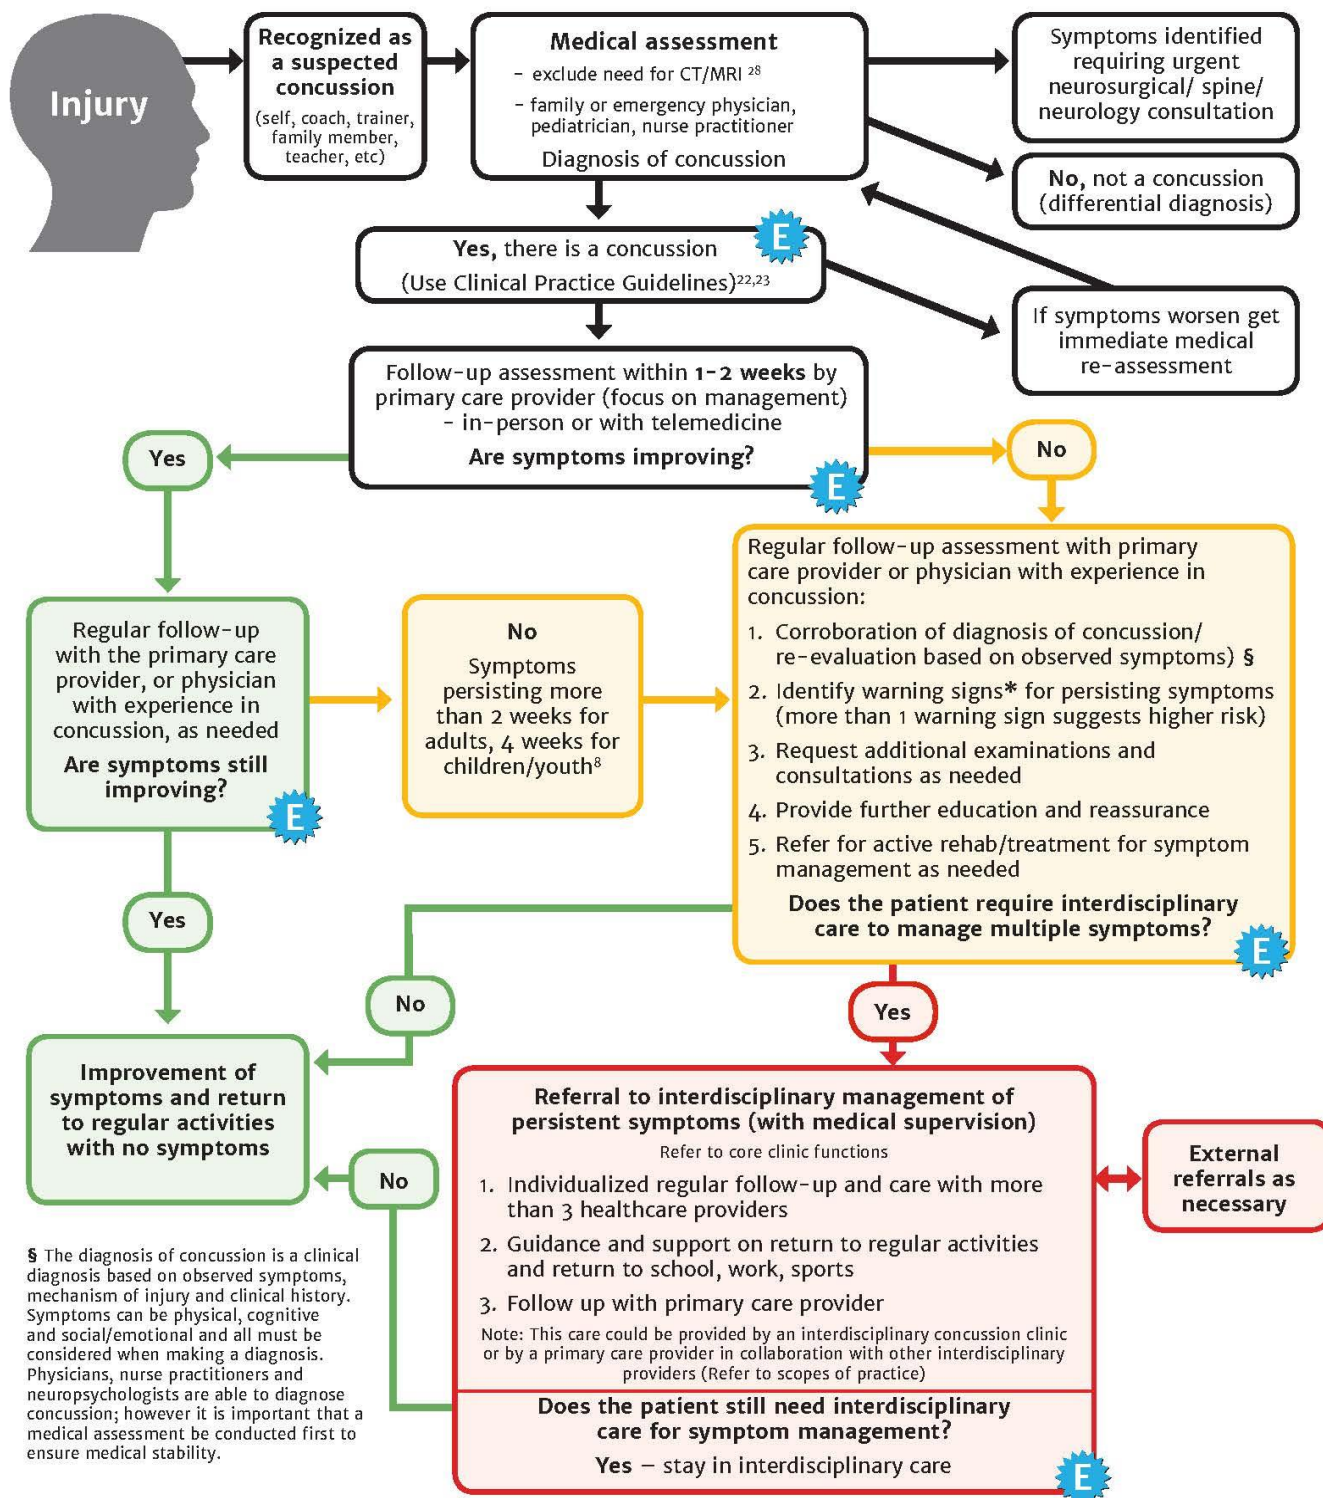 Injury
Recognized as
a suspected
concussion
(self, coach, trainer,
family member,
teacher, etc)
Medical assessment
- exclude need for CT/MRI 28
- family or emergency physician,
pediatrician, nurse practitioner
Diagnosis of concussion
Symptoms identified
requiring urgent
neurosurgical/ spine/
neurology consultation
No, not a concussion
(differential diagnosis)
Yes, there is a concussion
(Use Clinical Practice Guidelines)22,23
E
If symptoms worsen get
immediate medical
re-assessment
Follow-up assessment within 1-2 weeks by
primary care provider (focus on management)
- in-person or with telemedicine
Are symptoms improving?
E
Yes
No
Regular follow-up
with the primary care
provider, or physician
with experience in
concussion, as needed
Are symptoms still
improving?
E
No
Symptoms
persisting more
than 2 weeks for
adults, 4 weeks for
children/youth8
Regular follow-up assessment with primary
care provider or physician with experience in
concussion:
1. Corroboration of diagnosis of concussion/
re-evaluation based on observed symptoms) §
2. Identify warning signs* for persisting symptoms
(more than 1 warning sign suggests higher risk)
3. Request additional examinations and
consultations as needed
4. Provide further education and reassurance
5. Refer for active rehab/treatment for symptom
management as needed
Does the patient require interdisciplinary
care to manage multiple symptoms?
E
Yes
No
Yes
Improvement of
symptoms and return
to regular activities
with no symptoms
No
Referral to interdisciplinary management of
persistent symptoms (with medical supervision)
Refer to core clinic functions
1. Individualized regular follow-up and care with more
than 3 healthcare providers
2. Guidance and support on return to regular activities
and return to school, work, sports
3. Follow up with primary care provider
Note: This care could be provided by an interdisciplinary concussion clinic
or by a primary care provider in collaboration with other interdisciplinary
providers (Refer to scopes of practice)
Does the patient still need interdisciplinary
care for symptom management?
Yes – stay in interdisciplinary care
E
External
referrals as
necessary
§ The diagnosis of concussion is a clinical
diagnosis based on observed symptoms,
mechanism of injury and clinical history.
Symptoms can be physical, cognitive
and social/emotional and all must be
considered when making a diagnosis.
Physicians, nurse practitioners and
neuropsychologists are able to diagnose
concussion; however it is important that a
medical assessment be conducted first to
ensure medical stability.